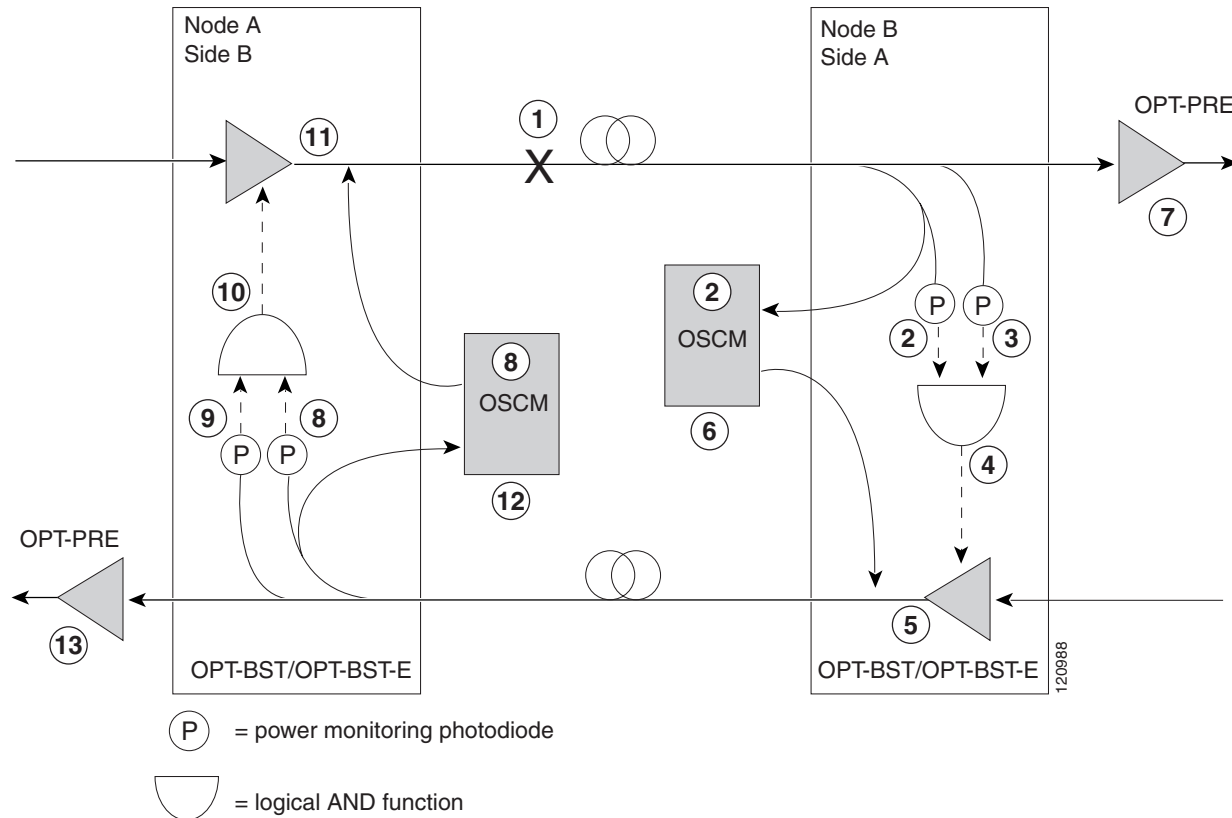 Node A
Side B
Node B
Side A
OPT-PRE
1
11
7
10
2
OSCM
P
P
2
3
8
OSCM
9
8
6
4
P
P
12
OPT-PRE
13
5
OPT-BST/OPT-BST-E
OPT-BST/OPT-BST-E
120988
X
P = power monitoring photodiode
= logical AND function